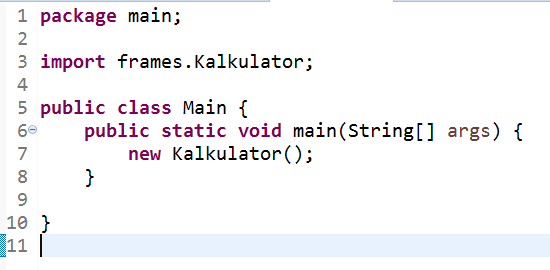 1 package main;
2
3 import frames.Kalkulator;
4
5 public class Main {
6     public static void main(String[] args) {
7         new Kalkulator();
8     }
9
10 }
11